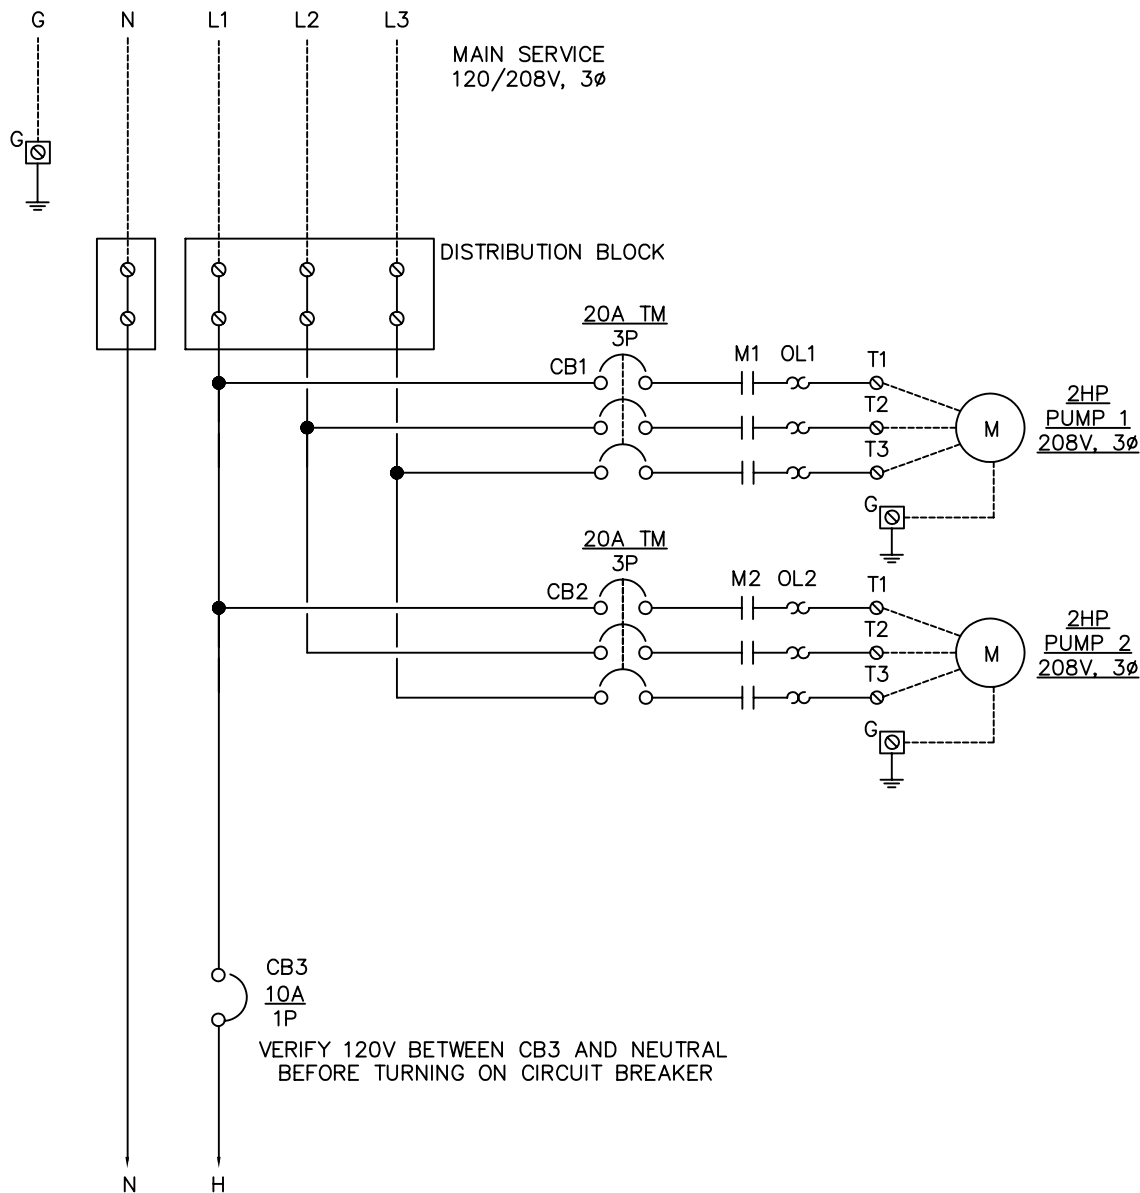 G N L1 L2 L3
MAIN SERVICE
120/208V, 3ø
G
DISTRIBUTION BLOCK
20A TM
3P
CB1
M1 OL1 T1
T2
T3
M
2HP
PUMP 1
208V, 3ø
G
20A TM
3P
CB2
M2 OL2 T1
T2
T3
M
2HP
PUMP 2
208V, 3ø
G
CB3
10A
1P
VERIFY 120V BETWEEN CB3 AND NEUTRAL
BEFORE TURNING ON CIRCUIT BREAKER
N H